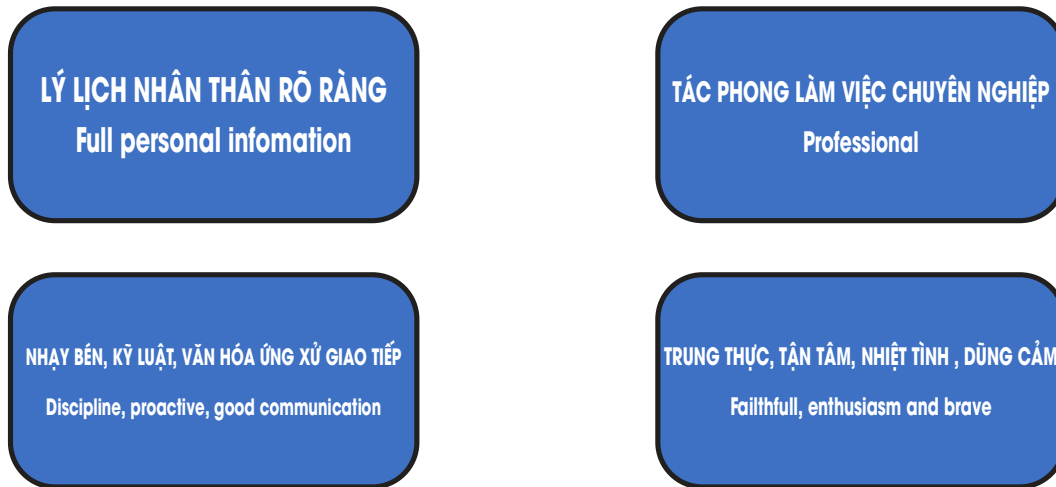 LÝ LỊCH NHÂN THÂN RÕ RÀNG
Full personal infomation
TÁC PHONG LÀM VIỆC CHUYÊN NGHIỆP
Professional
NHẠY BÉN, KỸ LUẬT, VĂN HÓA ỨNG XỬ GIAO TIẾP
Discipline, proactive, good communication
TRUNG THỰC, TẬN TÂM, NHIỆT TÌNH , DŨNG CẢM
Failthfull, enthusiasm and brave